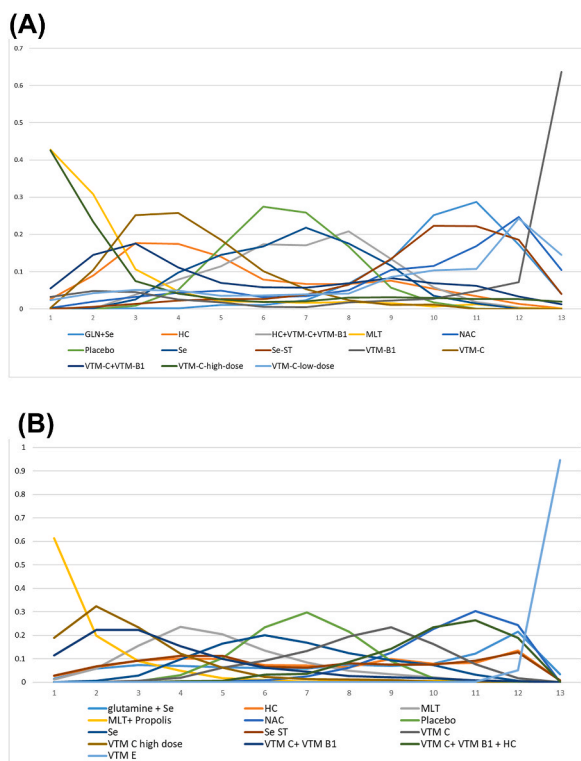 (A)
0.7
0.6
0.5
0.4
0.3
0.2
0.1
0
1 2 3 4 5 6 7 8 9 10 11 12 13
GLN+Se HC HC+VTM-C+VTM-B1 MLT NAC
Placebo Se Se-ST VTM-B1 VTM-C
VTM-C+VTM-B1 VTM-C-high-dose VTM-C-low-dose
(B)
1
0.9
0.8
0.7
0.6
0.5
0.4
0.3
0.2
0.1
0
1 2 3 4 5 6 7 8 9 10 11 12 13
glutamine + Se HC MLT
MLT+ Propolis NAC Placebo
Se Se ST VTM C
VTM C high dose VTM C+ VTM B1 VTM C+ VTM B1 + HC
VTM E